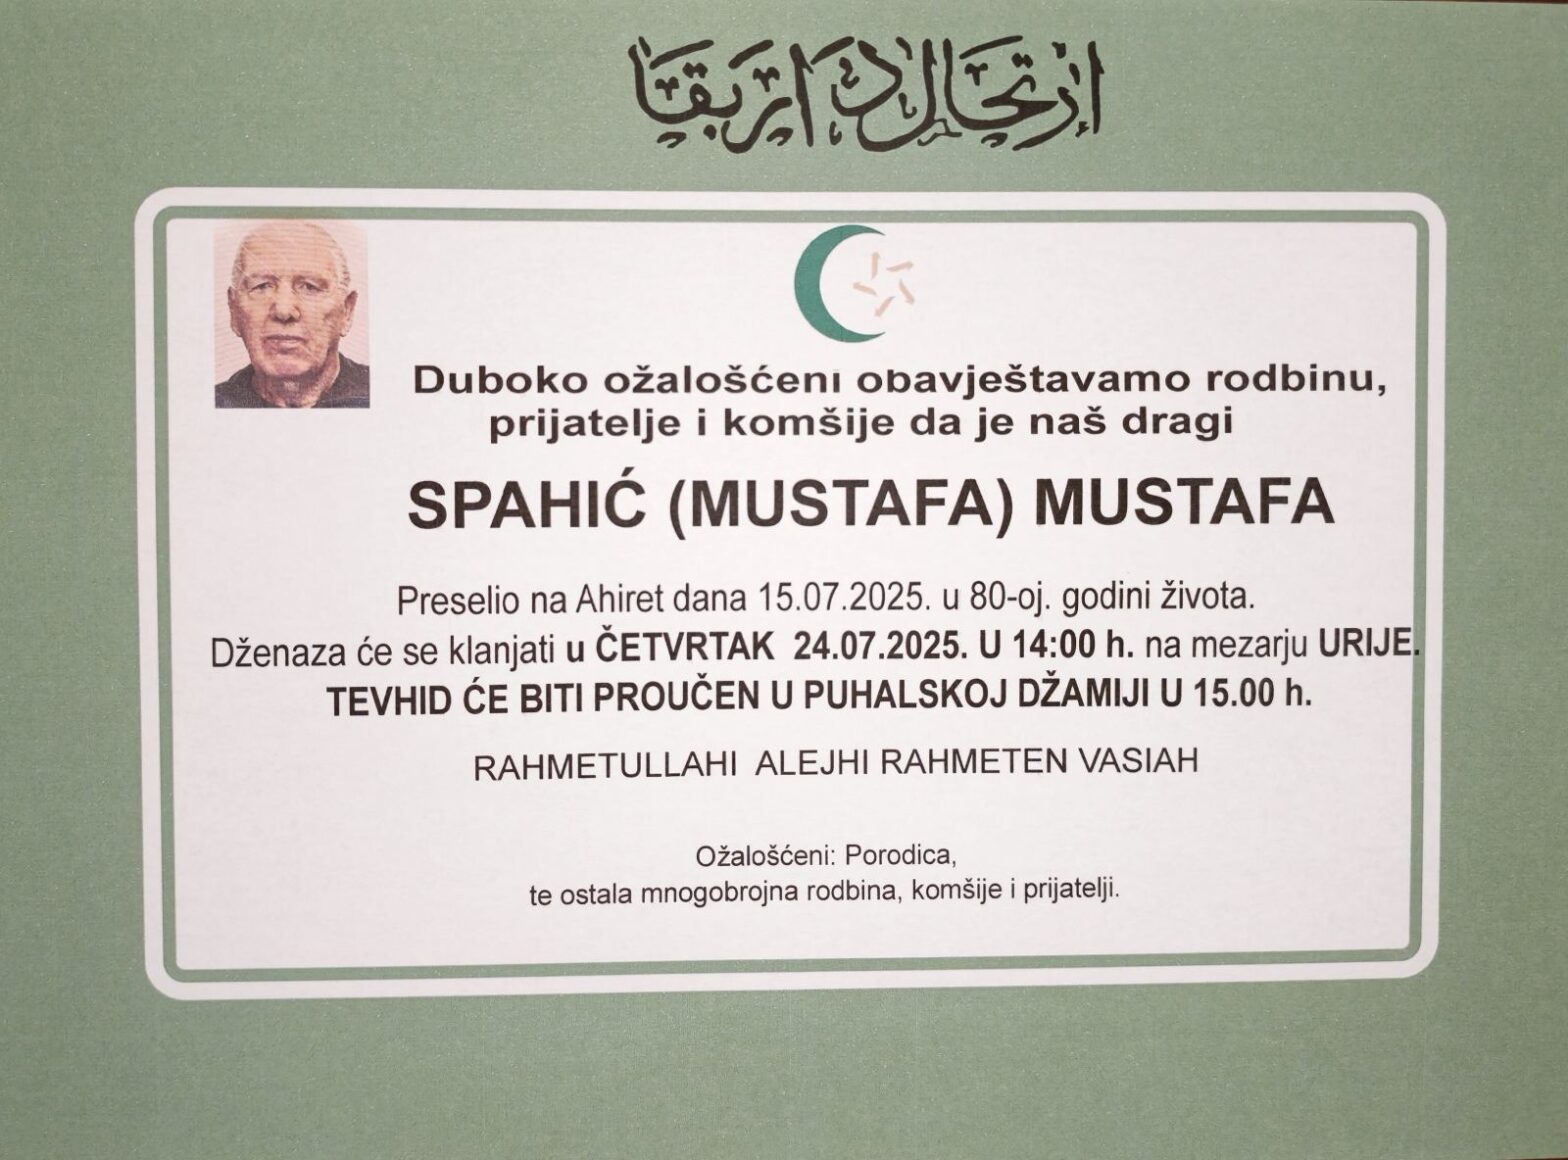 ارتحال دار بقا
Duboko ožalošćeni obavještavamo rodbinu,
prijatelje i komšije da je naš dragi
SPAHIĆ (MUSTAFA) MUSTAFA
Preselio na Ahiret dana 15.07.2025. u 80-oj. godini života.
Dženaza će se klanjati u ČETVRTAK 24.07.2025. U 14:00 h. na mezarju URIJE.
TEVHID ĆE BITI PROUČEN U PUHALSKOJ DŽAMIJI U 15.00 h.
RAHMETULLAHI ALEJHI RAHMETEN VASIAH
Ožalošćeni: Porodica,
te ostala mnogobrojna rodbina, komšije i prijatelji.